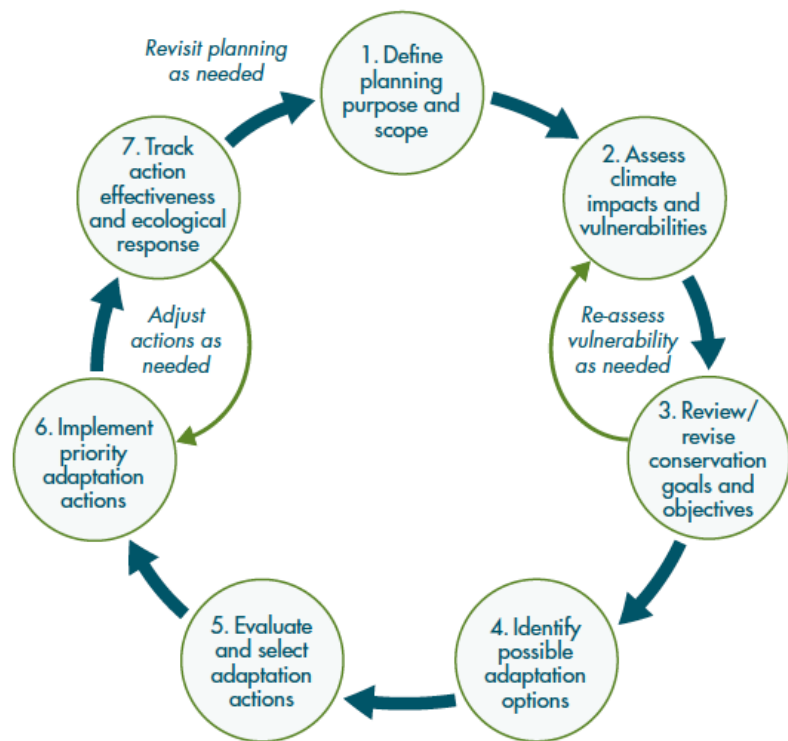 Revisit planning
as needed
1. Define
planning
purpose and
scope
2. Assess
climate
impacts and
vulnerabilities
Re-assess
vulnerability
as needed
3. Review/
revise
conservation
goals and
objectives
4. Identify
possible
adaptation
options
5. Evaluate
and select
adaptation
actions
6. Implement
priority
adaptation
actions
Adjust
actions as
needed
7. Track
action
effectiveness
and ecological
response